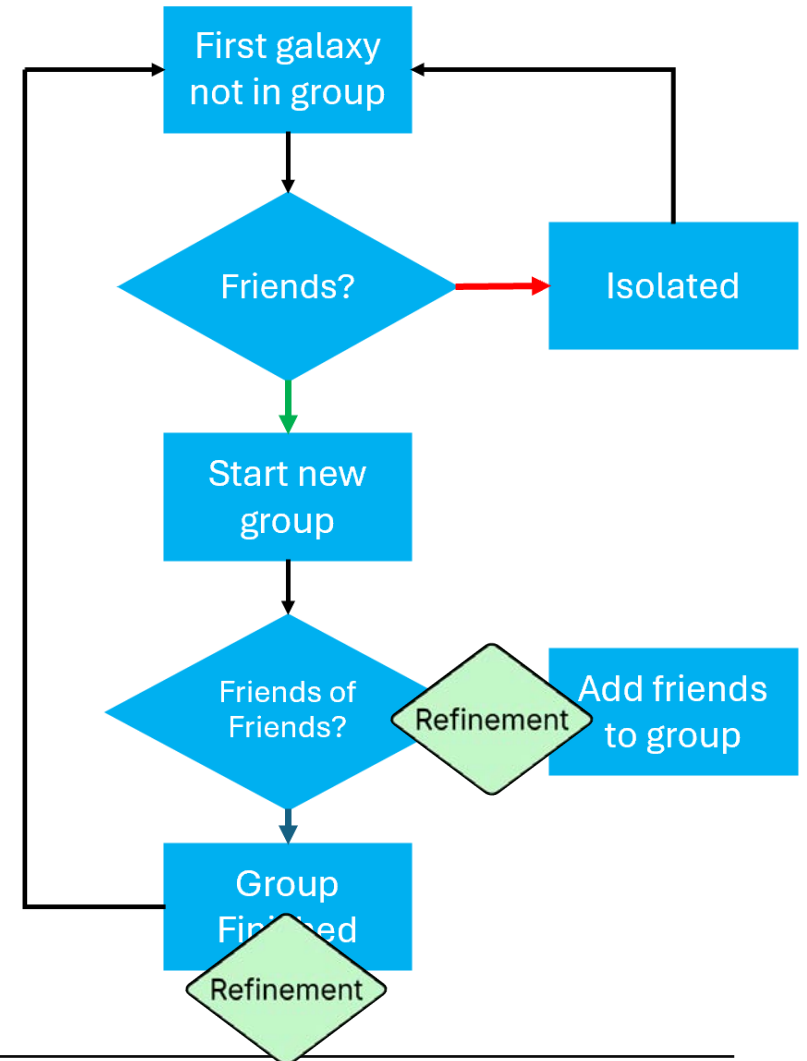 First galaxy
not in group
Friends?
Isolated
Start new
group
Friends of
Friends?
Refinement
Add friends
to group
Group
Finished
Refinement